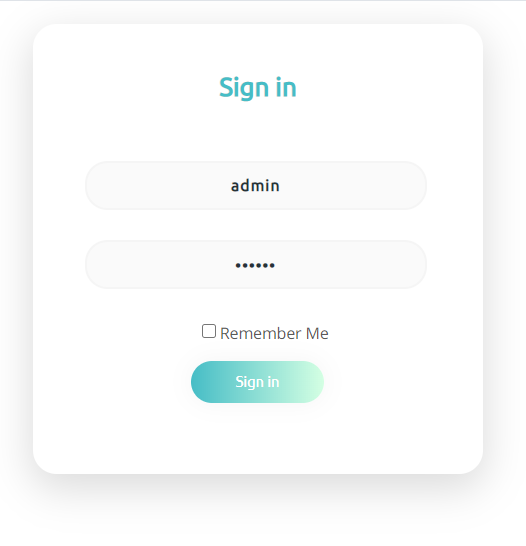 Sign in
admin
••••••
Remember Me
Sign in